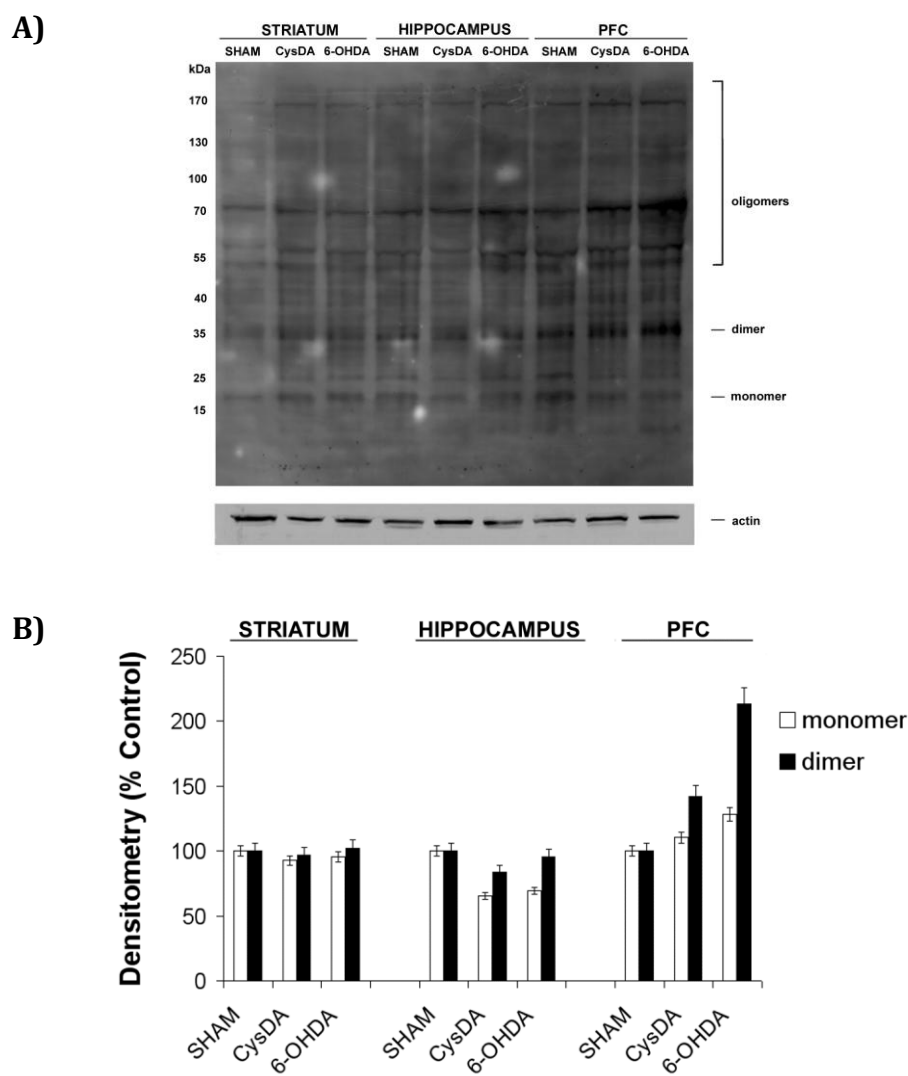 A)
STRIATUM HIPPOCAMPUS PFC
SHAM CysDA 6-OHDA SHAM CysDA 6-OHDA SHAM CysDA 6-OHDA
kDa
170
130
100
70
oligomers
55
40
35
dimer
25
monomer
15
actin
B)
STRIATUM HIPPOCAMPUS PFC
Densitometry (% Control)
250
200
150
100
50
0
monomer
dimer
SHAM CysDA 6-OHDA SHAM CysDA 6-OHDA SHAM CysDA 6-OHDA